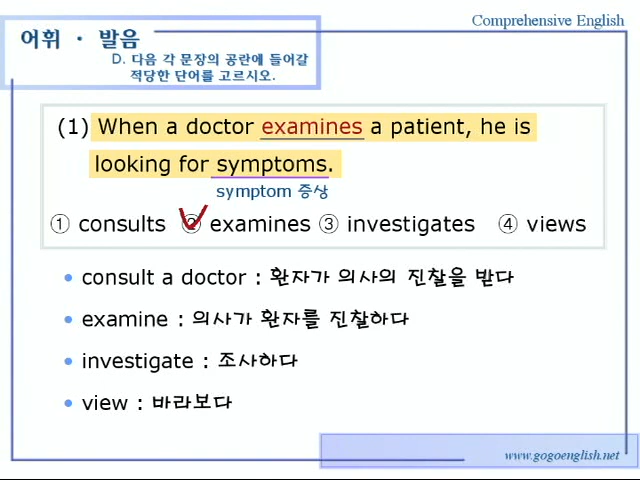 Comprehensive English
어휘 · 발음
D. 다음 각 문장의 공란에 들어갈
적당한 단어를 고르시오.
(1) When a doctor examines a patient, he is
looking for symptoms.
symptom 증상
① consults ② examines ③ investigates ④ views
• consult a doctor : 환자가 의사의 진찰을 받다
• examine : 의사가 환자를 진찰하다
• investigate : 조사하다
• view : 바라보다
www.gogoenglish.net